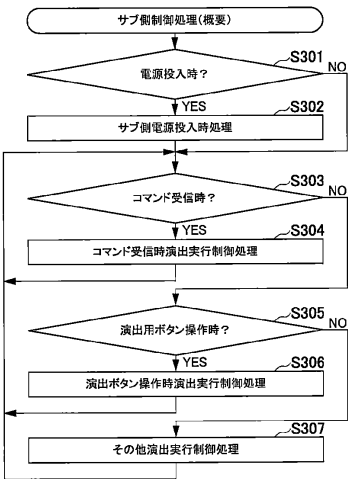 サブ側制御処理(概要)
S301
電源投入時?
NO
YES
S302
サブ側電源投入時処理
S303
コマンド受信時?
NO
YES
S304
コマンド受信時演出実行制御処理
S305
演出用ボタン操作時?
NO
YES
S306
演出ボタン操作時演出実行制御処理
S307
その他演出実行制御処理